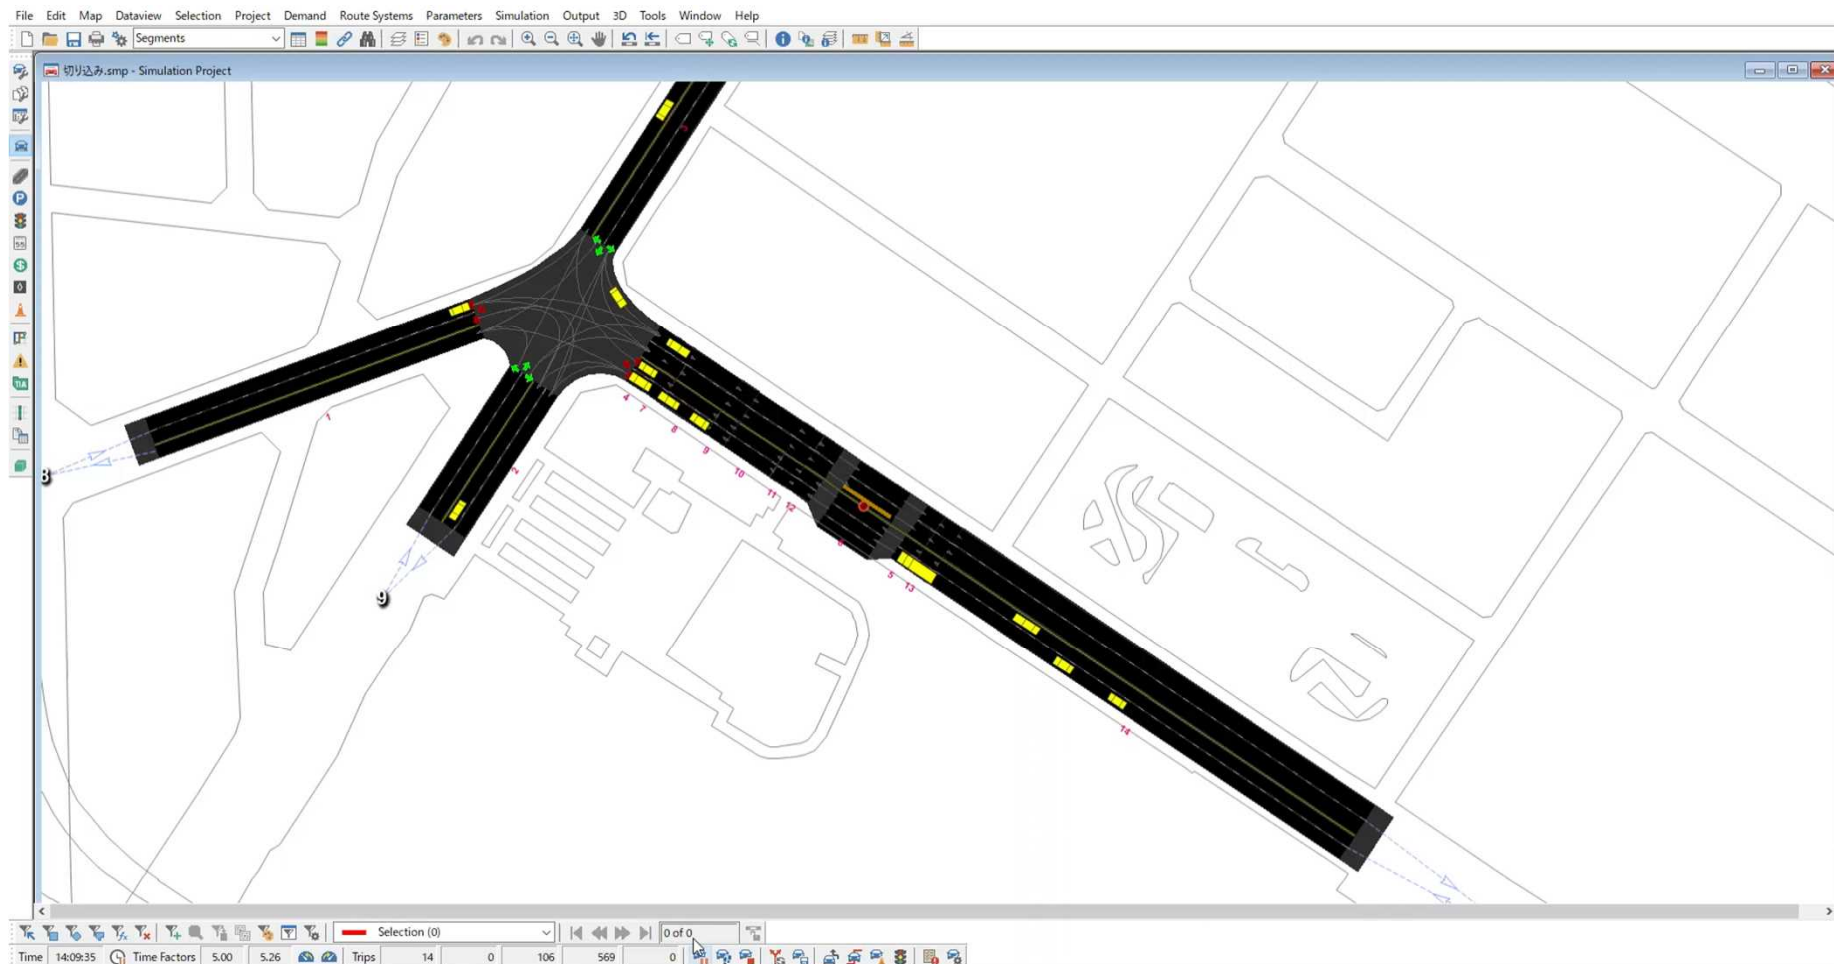 File Edit Map Dataview Selection Project Demand Route Systems Parameters Simulation Output 3D Tools Window Help
Segments
切り込み.smp - Simulation Project
55
TIA
1
2
4
7
8
9
10
11
12
5
13
14
8
9
Selection (0)
0 of 0
Time 14:09:35 Time Factors 5.00 5.26 Trips 14 0 106 569 0